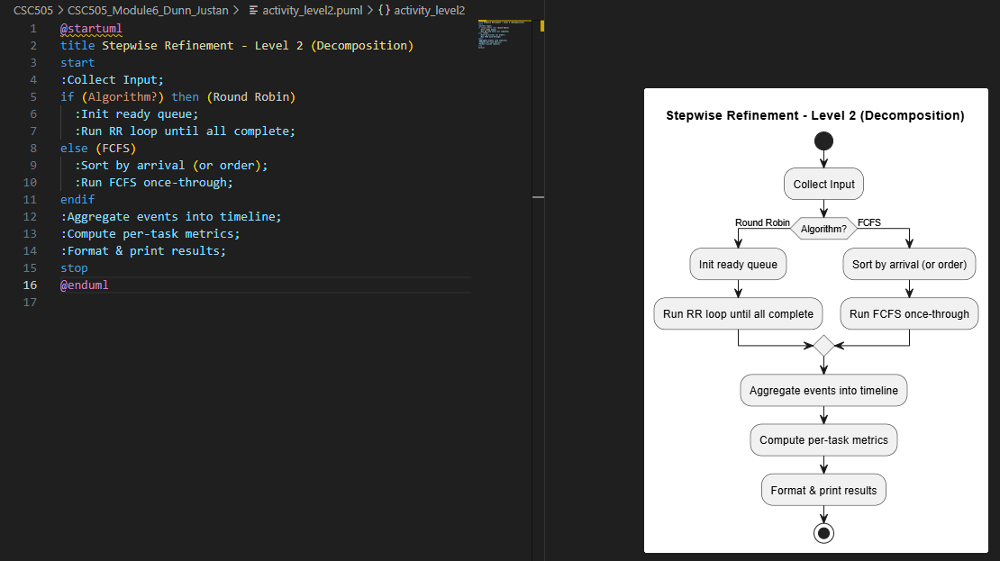 CSC505 > CSC505_Module6_Dunn_Justan > activity_level2.puml > {} activity_level2
1 @startuml
2 title Stepwise Refinement - Level 2 (Decomposition)
3 start
4 :Collect Input;
5 if (Algorithm?) then (Round Robin)
6 :Init ready queue;
7 :Run RR loop until all complete;
8 else (FCFS)
9 :Sort by arrival (or order);
10 :Run FCFS once-through;
11 endif
12 :Aggregate events into timeline;
13 :Compute per-task metrics;
14 :Format & print results;
15 stop
16 @enduml
17
Stepwise Refinement - Level 2 (Decomposition)
Collect Input
Round Robin Algorithm? FCFS
Init ready queue Sort by arrival (or order)
Run RR loop until all complete Run FCFS once-through
Aggregate events into timeline
Compute per-task metrics
Format & print results